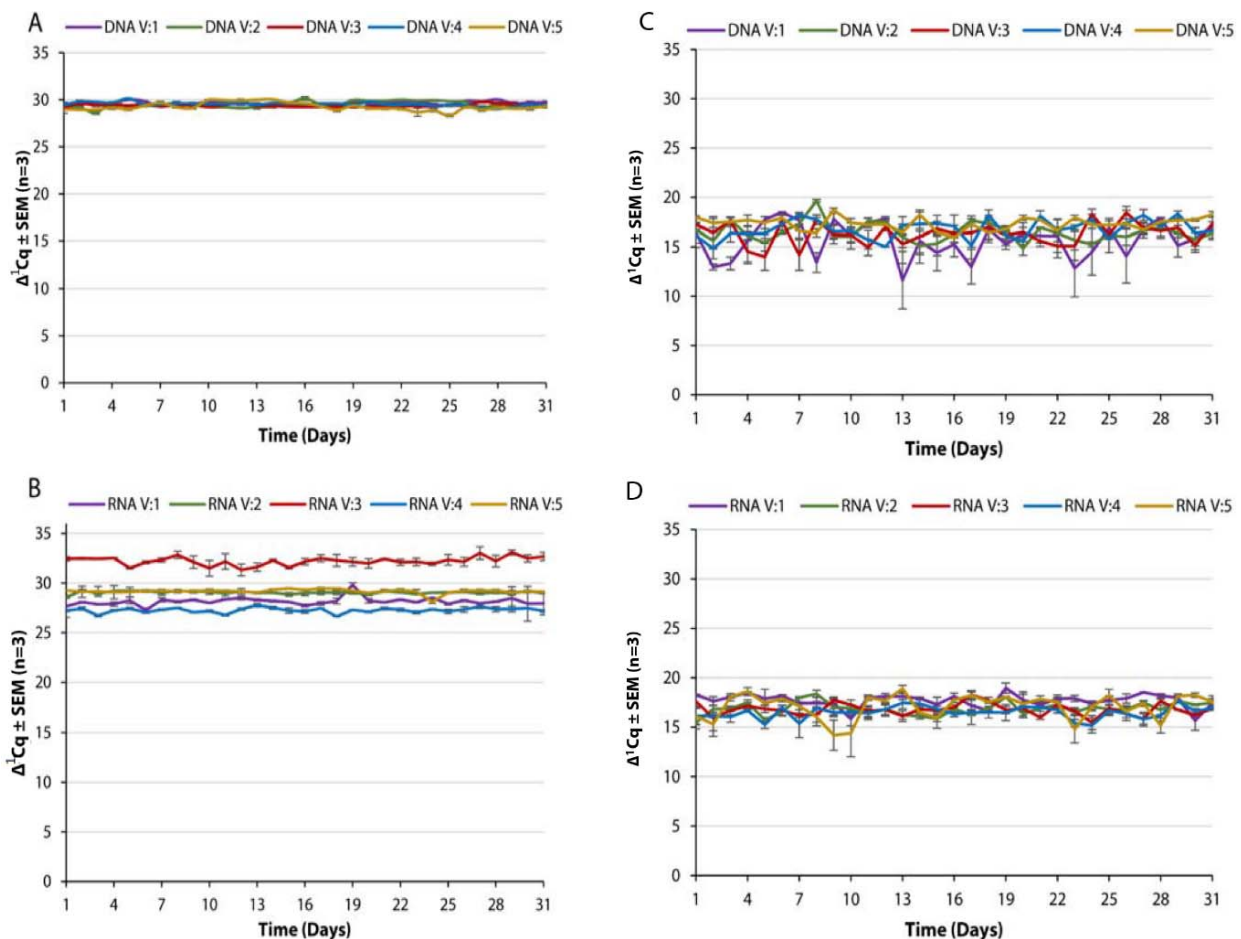 A
DNA V:1 DNA V:2 DNA V:3 DNA V:4 DNA V:5
35
30
25
20
15
10
5
0
Δ¹Cq ± SEM (n=3)
1 4 7 10 13 16 19 22 25 28 31
Time (Days)
B
RNA V:1 RNA V:2 RNA V:3 RNA V:4 RNA V:5
35
30
25
20
15
10
5
0
Δ¹Cq ± SEM (n=3)
1 4 7 10 13 16 19 22 25 28 31
Time (Days)
C
DNA V:1 DNA V:2 DNA V:3 DNA V:4 DNA V:5
35
30
25
20
15
10
5
0
Δ¹Cq ± SEM (n=3)
1 4 7 10 13 16 19 22 25 28 31
Time (Days)
D
RNA V:1 RNA V:2 RNA V:3 RNA V:4 RNA V:5
35
30
25
20
15
10
5
0
Δ¹Cq ± SEM (n=3)
1 4 7 10 13 16 19 22 25 28 31
Time (Days)